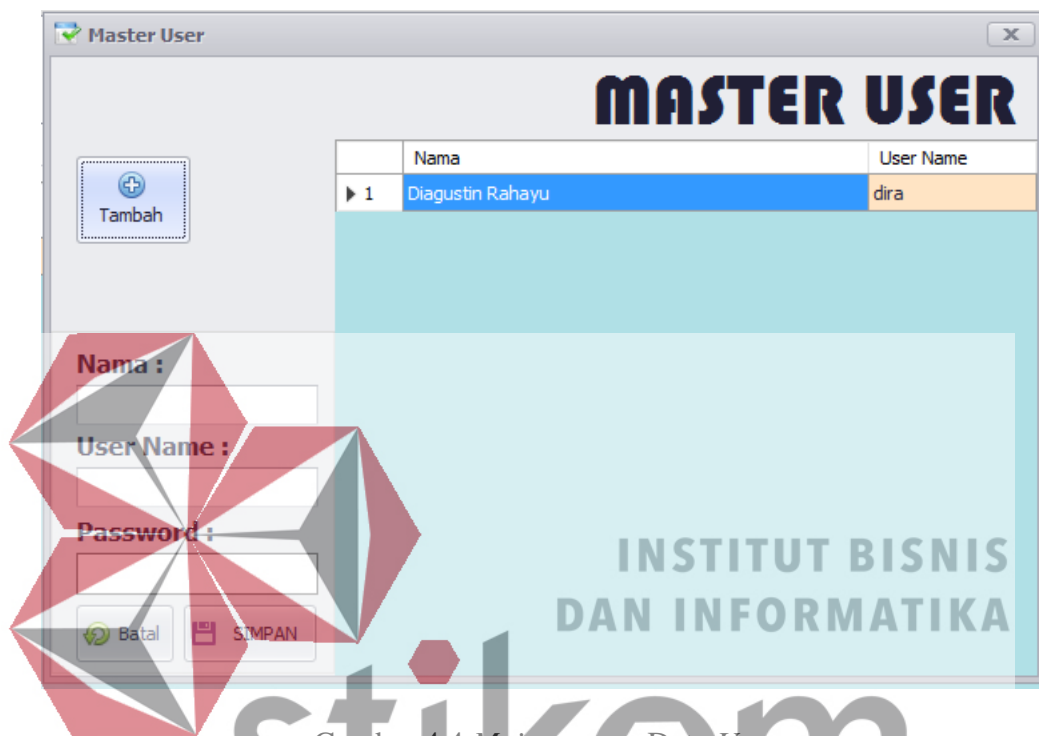 Master User
MASTER USER
Nama User Name
1 Diagustin Rahayu dira
Tambah
Nama :
User Name :
Password :
Batal SIMPAN
INSTITUT BISNIS
DAN INFORMATIKA
stikom